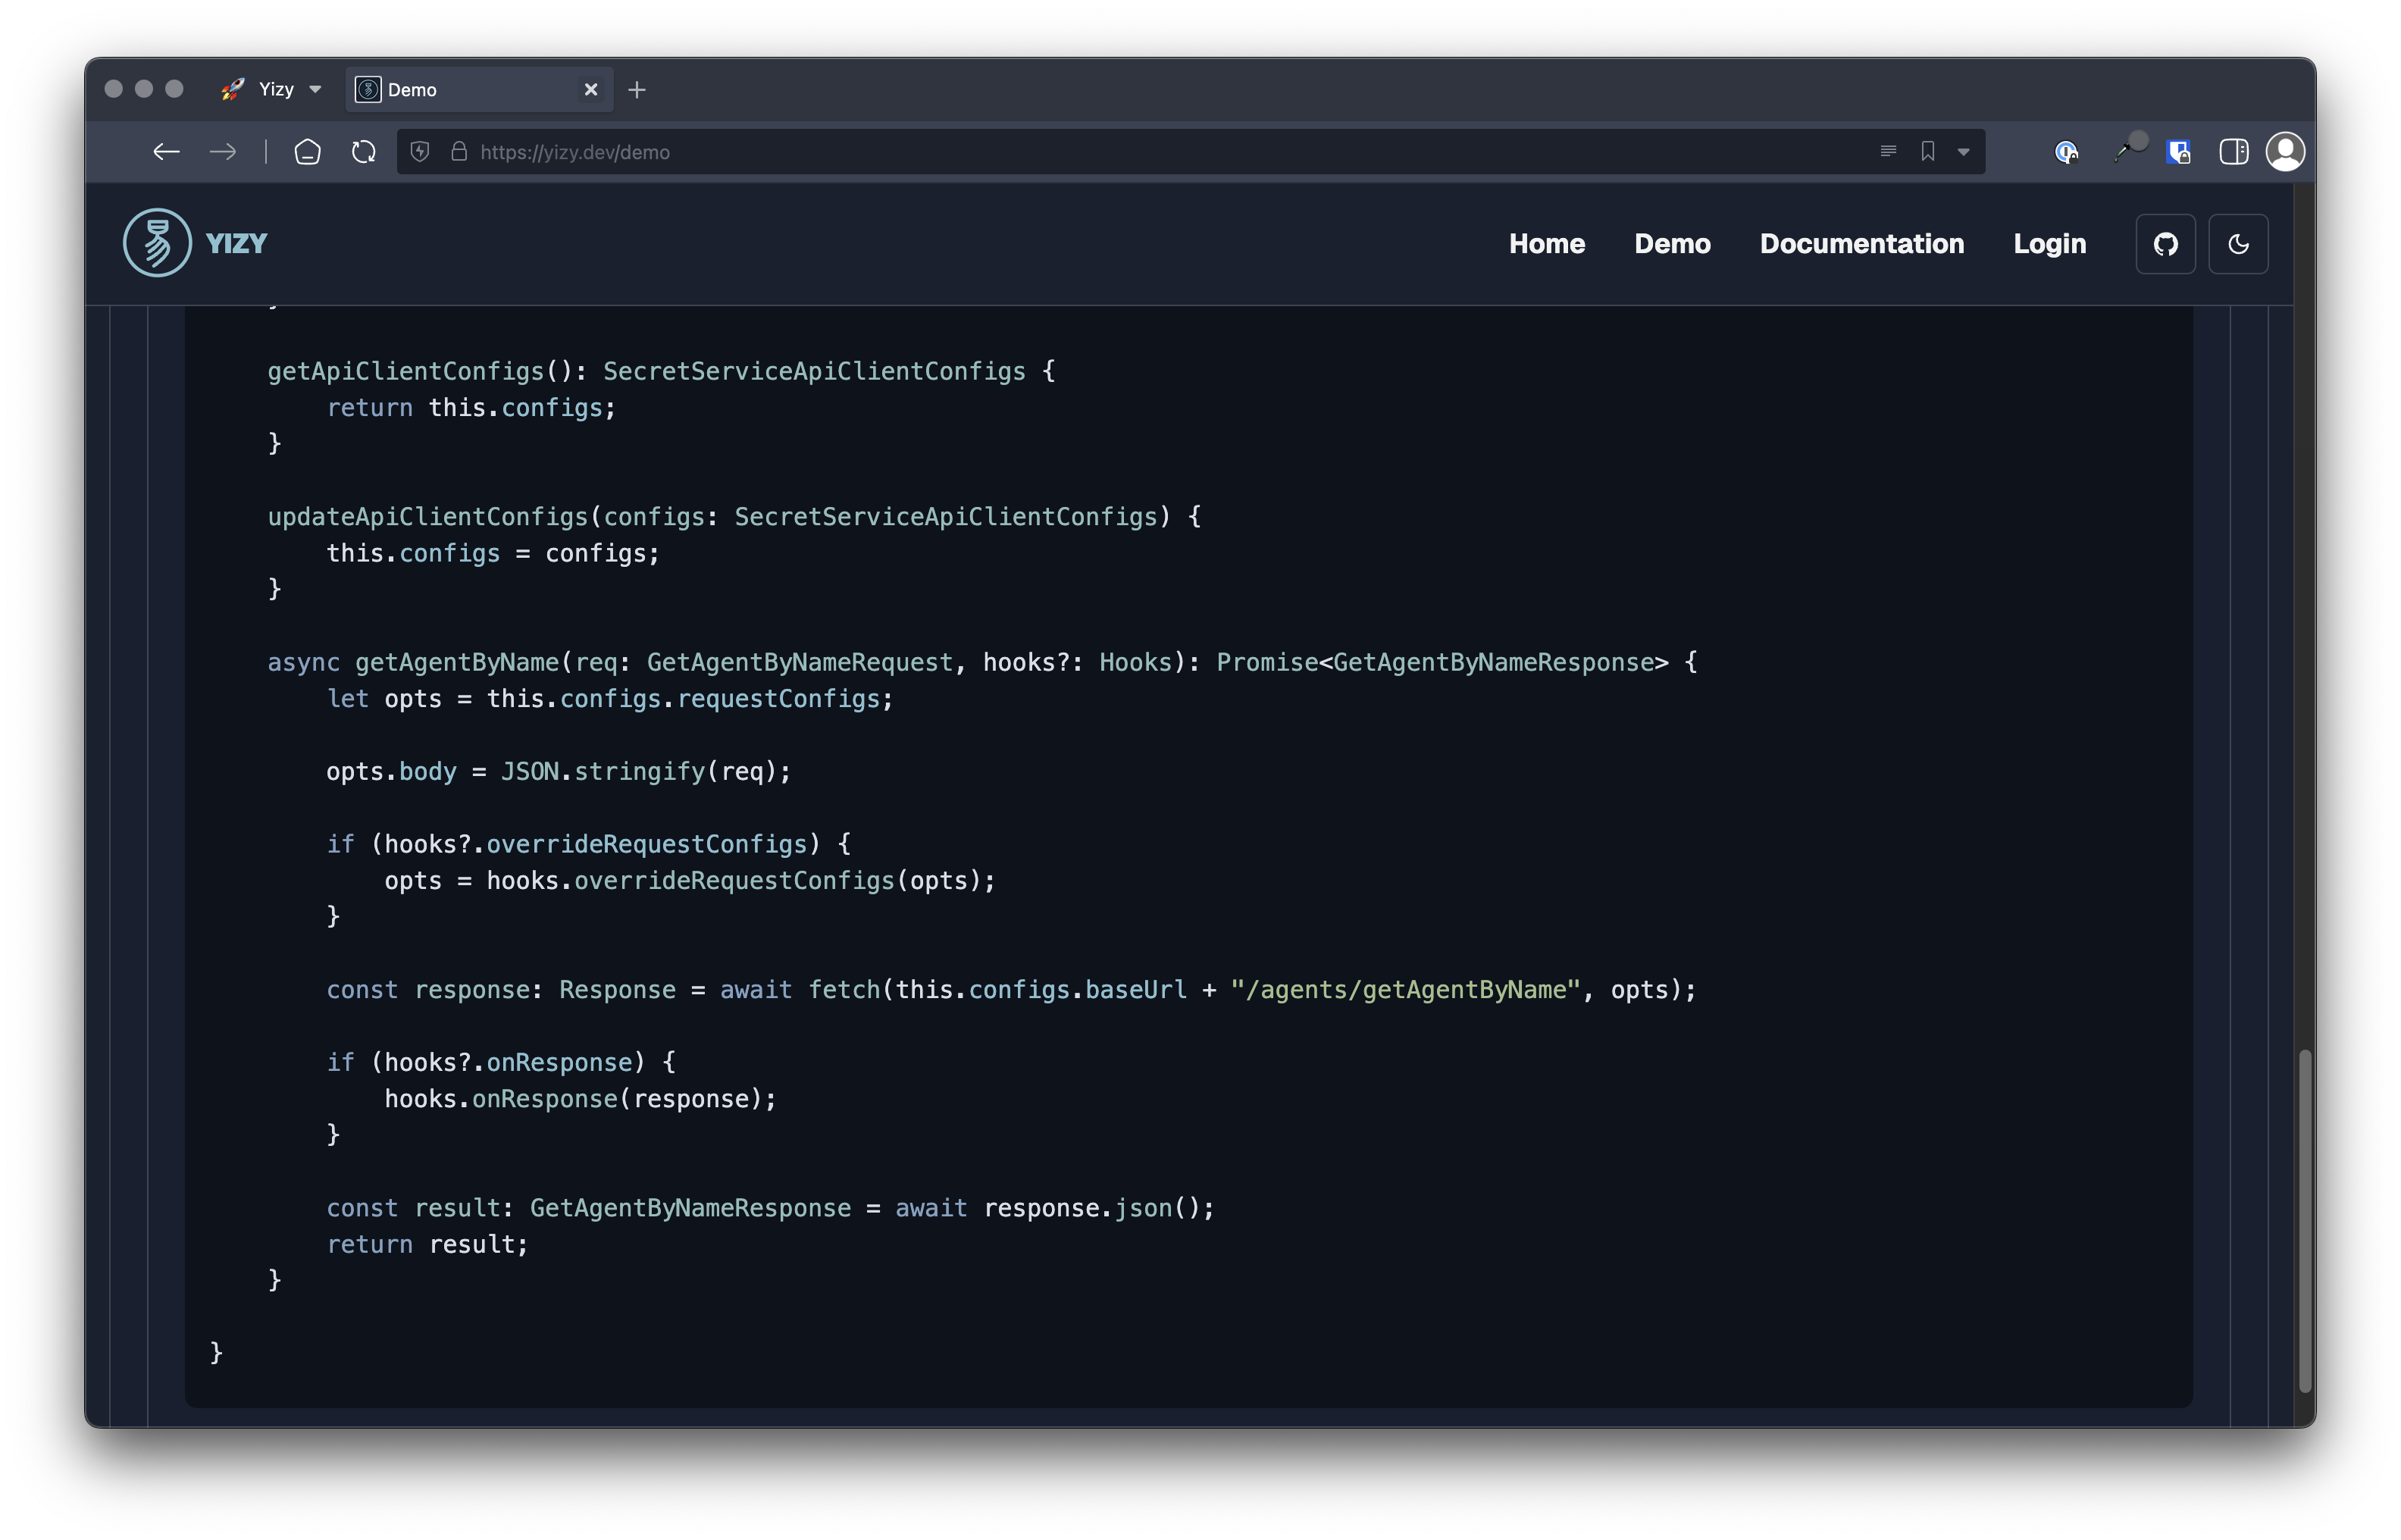 Yizy
Demo
https://yizy.dev/demo
YIZY
Home
Demo
Documentation
Login
}
getApiClientConfigs(): SecretServiceApiClientConfigs {
return this.configs;
}
updateApiClientConfigs(configs: SecretServiceApiClientConfigs) {
this.configs = configs;
}
async getAgentByName(req: GetAgentByNameRequest, hooks?: Hooks): Promise<GetAgentByNameResponse> {
let opts = this.configs.requestConfigs;
opts.body = JSON.stringify(req);
if (hooks?.overrideRequestConfigs) {
opts = hooks.overrideRequestConfigs(opts);
}
const response: Response = await fetch(this.configs.baseUrl + "/agents/getAgentByName", opts);
if (hooks?.onResponse) {
hooks.onResponse(response);
}
const result: GetAgentByNameResponse = await response.json();
return result;
}
}